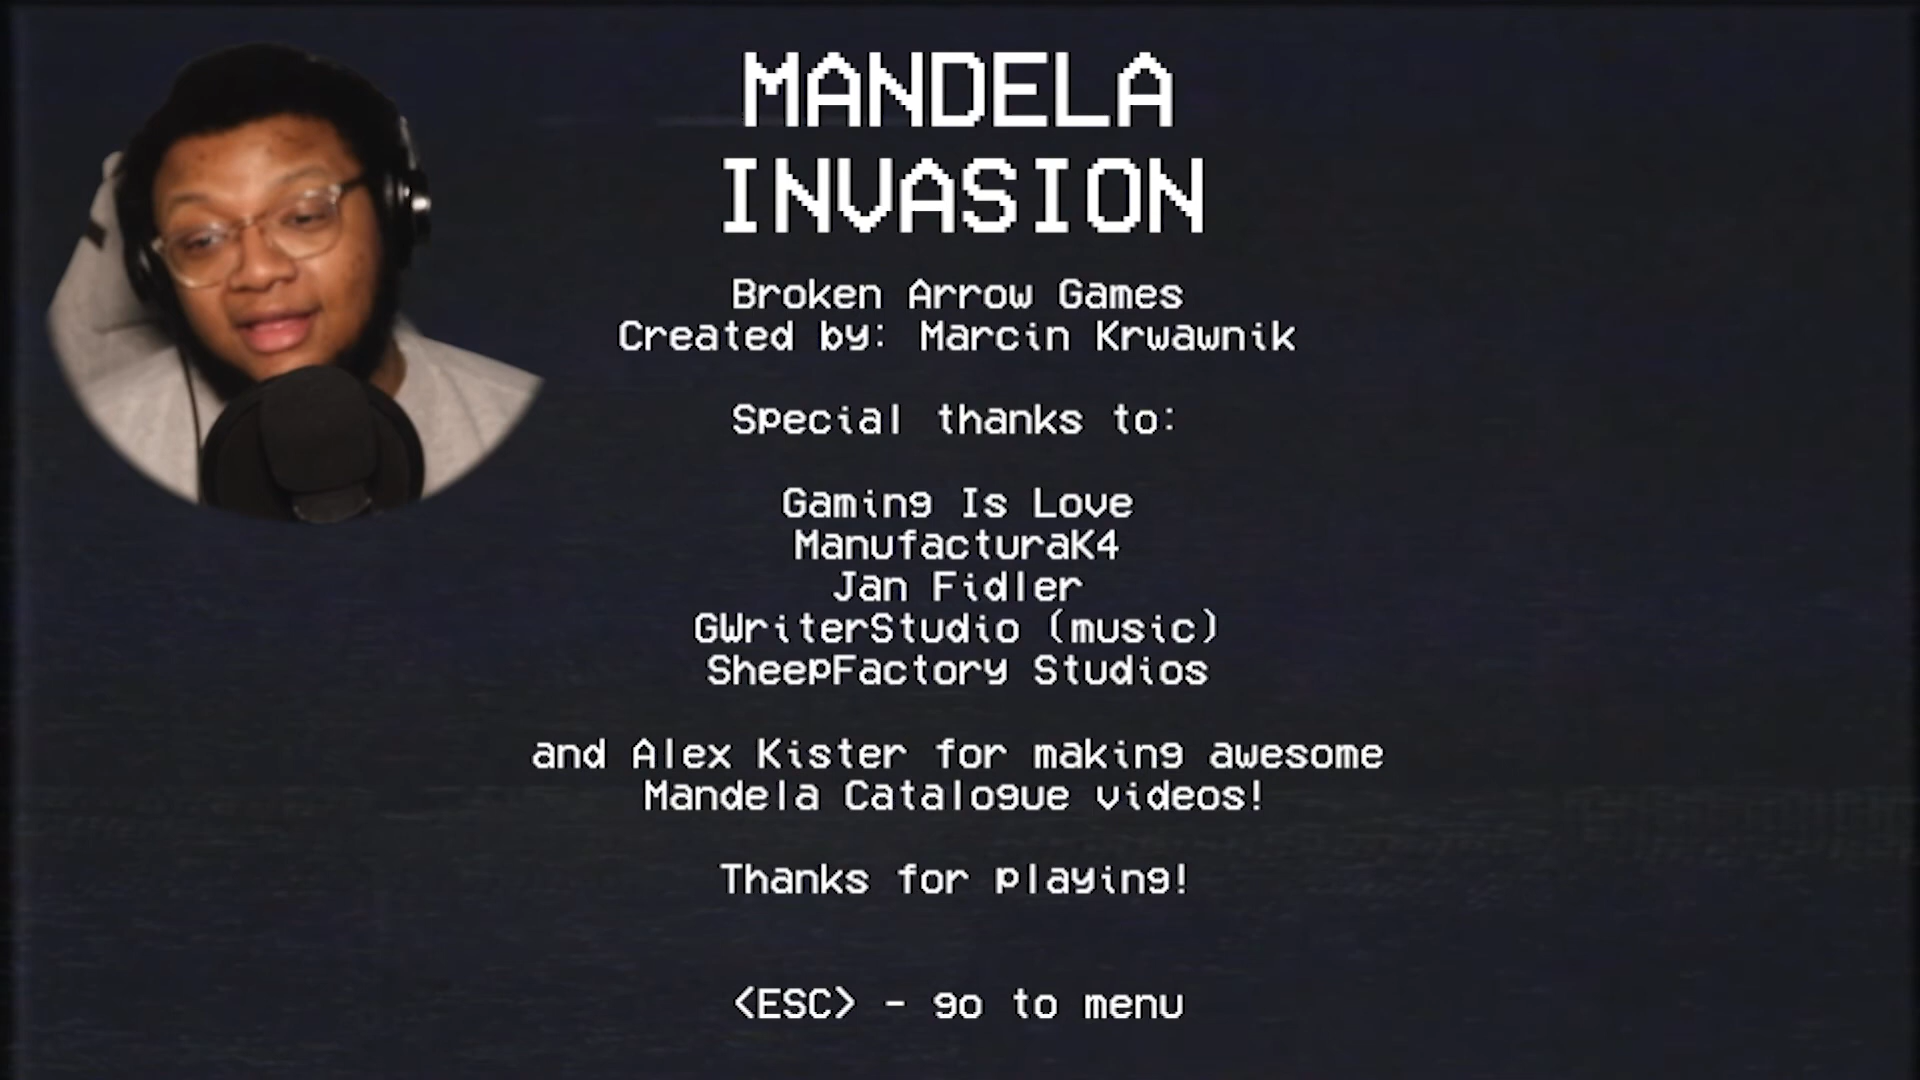 MANDELA
INVASION
Broken Arrow Games
Created by: Marcin Krwawnik
Special thanks to:
Gaming Is Love
ManufacturaK4
Jan Fidler
GWriterStudio (music)
SheepFactory Studios
and Alex Kister for making awesome
Mandela Catalogue videos!
Thanks for playing!
<ESC> - go to menu